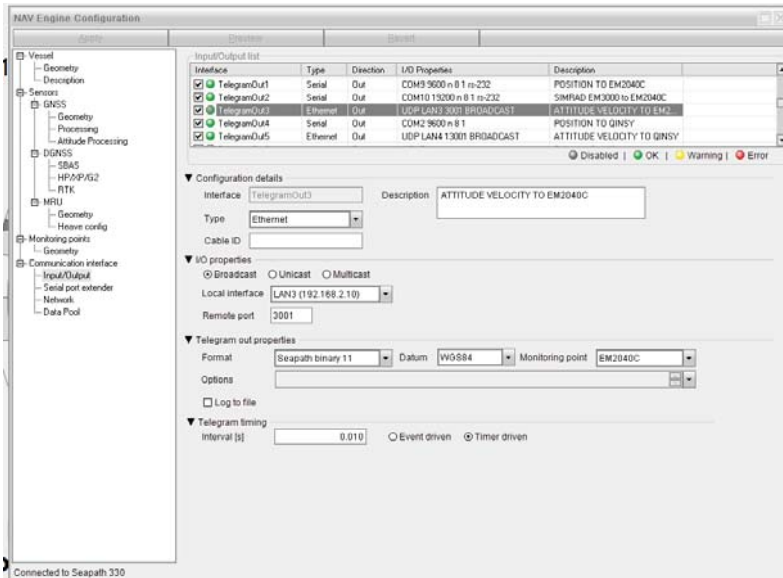 NAV Engine Configuration
Apply Preview Revert
Vessel
Geometry
Description
Sensors
GNSS
Geometry
Processing
Attitude Processing
DGNSS
SBAS
HP/XP/G2
RTK
MRU
Geometry
Heave config
Monitoring points
Geometry
Communication interface
Input/Output
Serial port extender
Network
Data Pool
Input/Output list
Interface Type Direction I/O Properties Description
TelegramOut1 Serial Out COM9 9600 n 8 1 rs-232 POSITION TO EM2040C
TelegramOut2 Serial Out COM10 19200 n 8 1 rs-232 SIMRAD EM3000 to EM2040C
TelegramOut3 Ethernet Out UDP LAN3 3001 BROADCAST ATTITUDE VELOCITY TO EM2...
TelegramOut4 Serial Out COM2 9600 n 8 1 POSITION TO QINSY
TelegramOut5 Ethernet Out UDP LAN4 13001 BROADCAST ATTITUDE VELOCITY TO QINSY
Disabled | OK | Warning | Error
Configuration details
Interface TelegramOut3 Description ATTITUDE VELOCITY TO EM2040C
Type Ethernet
Cable ID
I/O properties
Broadcast Unicast Multicast
Local interface LAN3 (192.168.2.10)
Remote port 3001
Telegram out properties
Format Seapath binary 11 Datum WGS84 Monitoring point EM2040C
Options
Log to file
Telegram timing
Interval [s] 0.010 Event driven Timer driven
Connected to Seapath 330